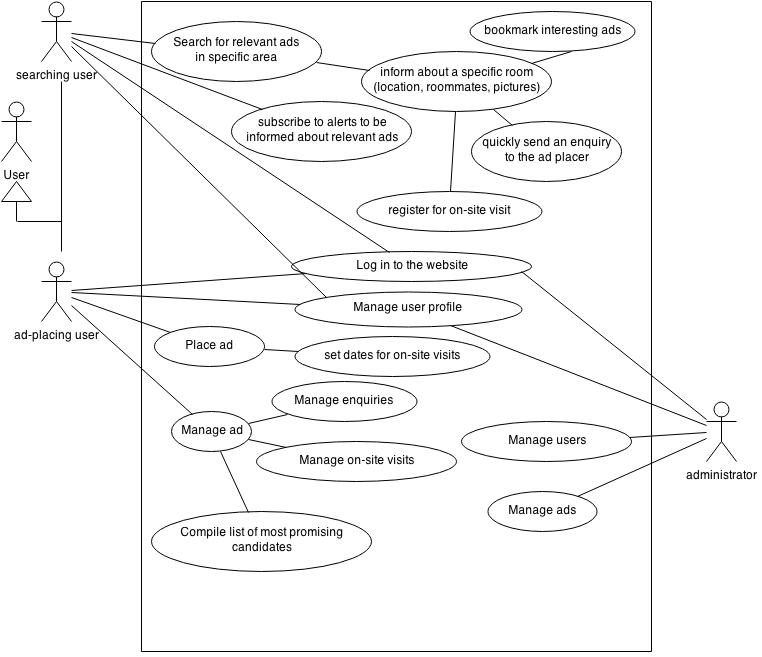 searching user
User
ad-placing user
Search for relevant ads
in specific area
bookmark interesting ads
inform about a specific room
(location, roommates, pictures)
subscribe to alerts to be
informed about relevant ads
quickly send an enquiry
to the ad placer
register for on-site visit
Log in to the website
Manage user profile
Place ad
set dates for on-site visits
Manage enquiries
Manage ad
Manage on-site visits
Compile list of most promising
candidates
Manage users
Manage ads
administrator